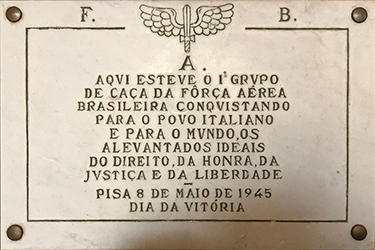 F. B.
A.
AQVI ESTEVE O 1º GRVPO
DE CAÇA DA FÔRÇA AÉREA
BRASILEIRA CONQVISTANDO
PARA O POVO ITALIANO
E PARA O MVNDO, OS
ALEVANTADOS IDEAIS
DO DIREITO, DA HONRA, DA
JVSTIÇA E DA LIBERDADE
PISA 8 DE MAIO DE 1945
DIA DA VITÓRIA